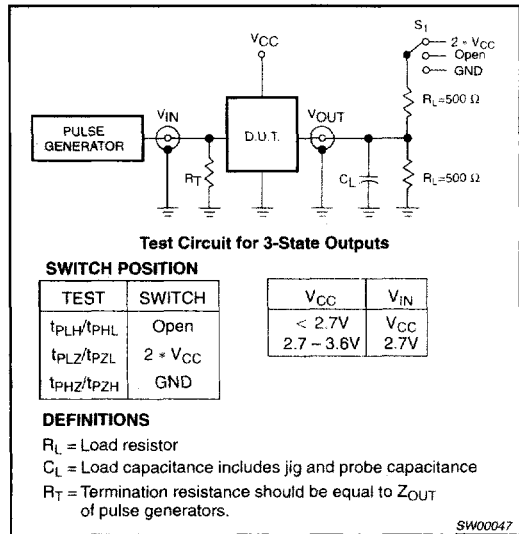 S1
2 * VCC
Open
GND
VCC
RL=500 Ω
PULSE
GENERATOR
VIN
D.U.T.
VOUT
RT
CL
RL=500 Ω
Test Circuit for 3-State Outputs
SWITCH POSITION
TEST SWITCH
tPLH/tPHL Open
tPLZ/tPZL 2 * VCC
tPHZ/tPZH GND
VCC VIN
< 2.7V VCC
2.7 – 3.6V 2.7V
DEFINITIONS
RL = Load resistor
CL = Load capacitance includes jig and probe capacitance
RT = Termination resistance should be equal to ZOUT
of pulse generators.
SW00047